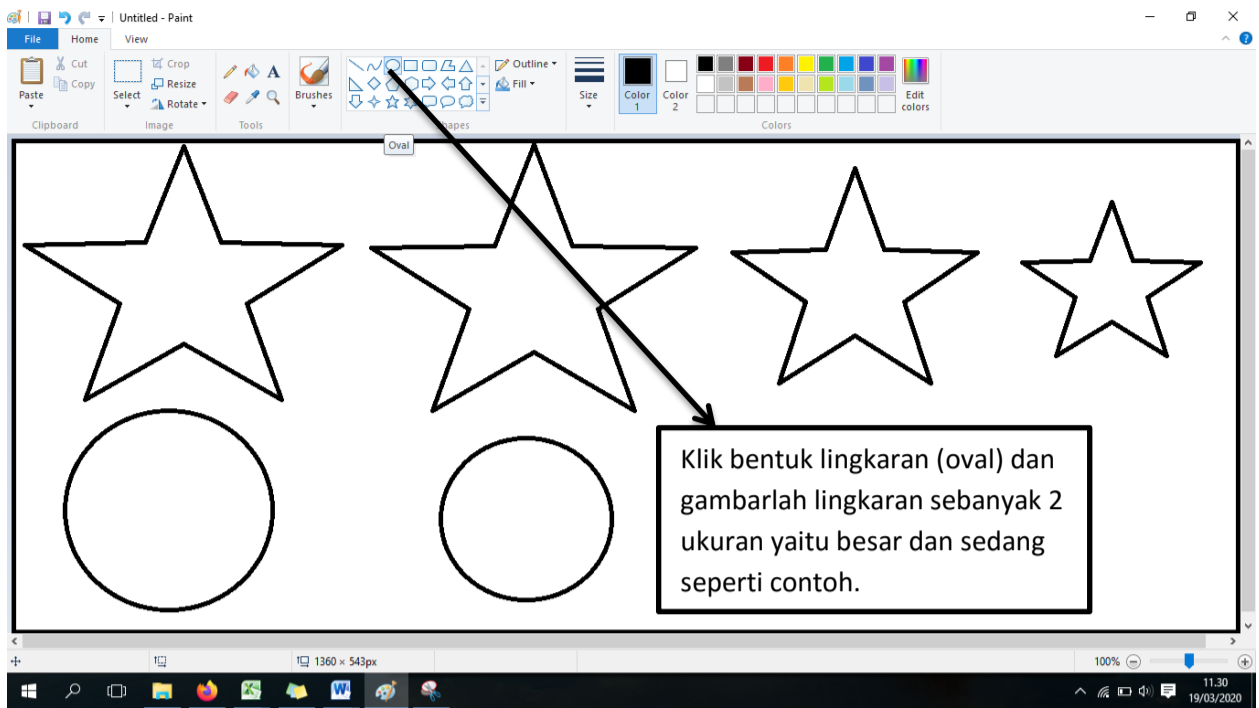 Untitled - Paint
File Home View
Paste
Cut
Copy
Clipboard
Select
Crop
Resize
Rotate
Image
A
Tools
Brushes
Outline
Fill
Size
Color 1
Color 2
Edit colors
Colors
Oval
Klik bentuk lingkaran (oval) dan
gambarlah lingkaran sebanyak 2
ukuran yaitu besar dan sedang
seperti contoh.
1360 × 543px
100%
11.30
19/03/2020